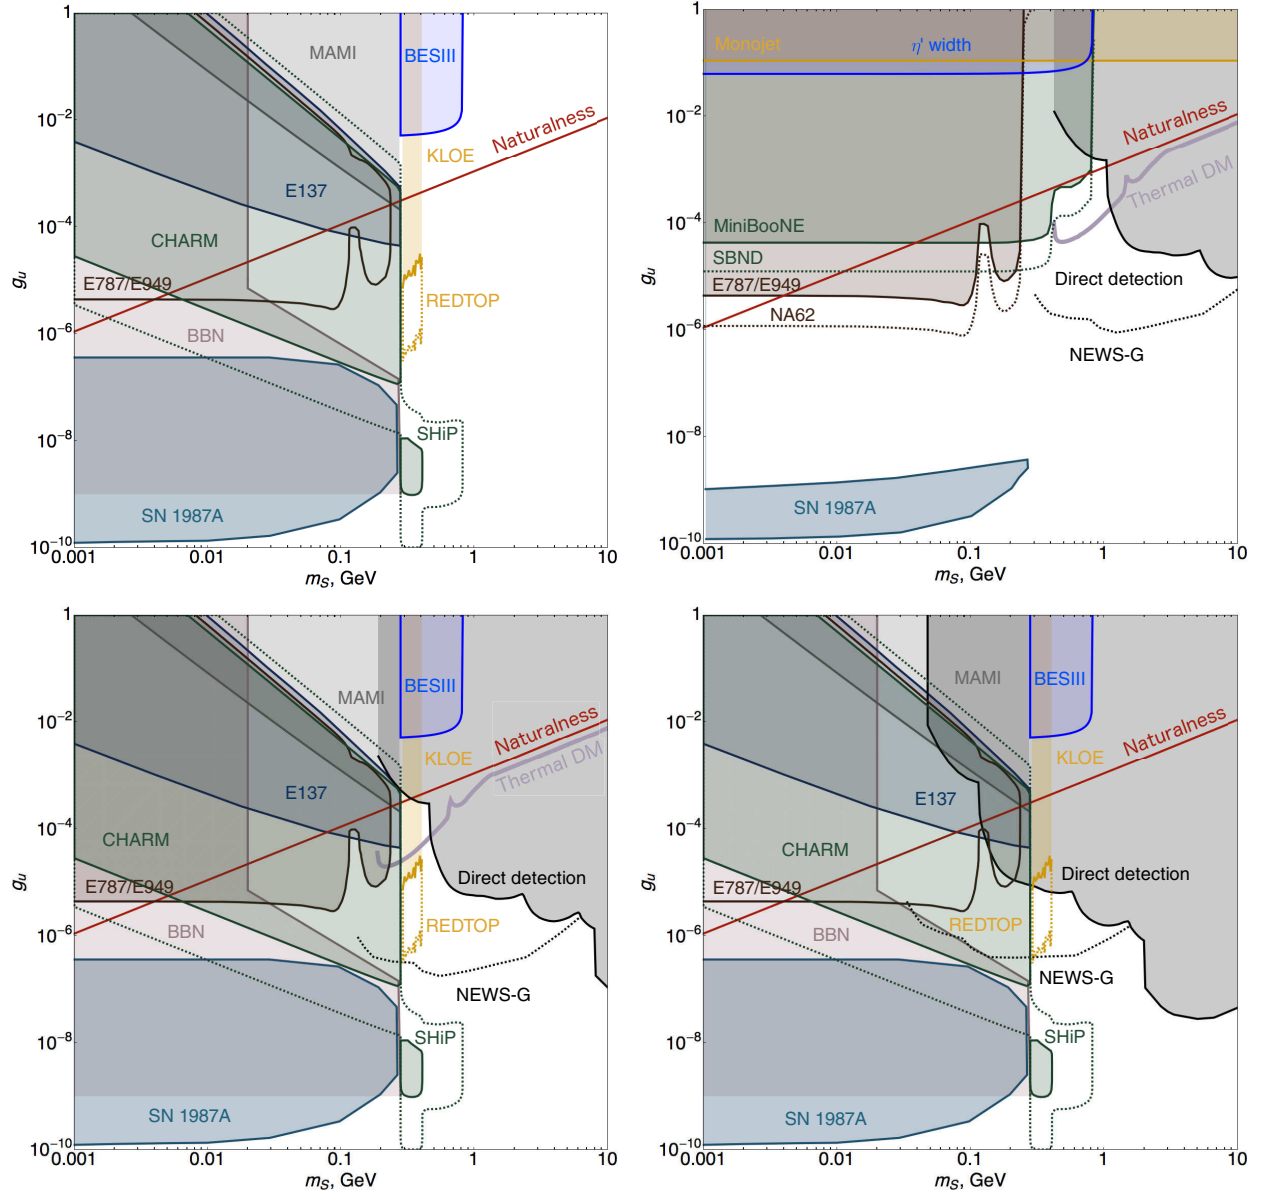 1
10⁻²
10⁻⁴
10⁻⁶
10⁻⁸
10⁻¹⁰
gᵤ
MAMI
BESIII
Naturalness
KLOE
E137
CHARM
E787/E949
REDTOP
BBN
SHiP
SN 1987A
0.001 0.01 0.1 1 10
m_S, GeV
1
10⁻²
10⁻⁴
10⁻⁶
10⁻⁸
10⁻¹⁰
gᵤ
Monojet
η' width
Naturalness
Thermal DM
MiniBooNE
SBND
E787/E949
Direct detection
NA62
NEWS-G
SN 1987A
0.001 0.01 0.1 1 10
m_S, GeV
1
10⁻²
10⁻⁴
10⁻⁶
10⁻⁸
10⁻¹⁰
gᵤ
MAMI
BESIII
Naturalness
KLOE
Thermal DM
E137
CHARM
E787/E949
Direct detection
REDTOP
BBN
NEWS-G
SHiP
SN 1987A
0.001 0.01 0.1 1 10
m_S, GeV
1
10⁻²
10⁻⁴
10⁻⁶
10⁻⁸
10⁻¹⁰
gᵤ
MAMI
BESIII
Naturalness
KLOE
E137
CHARM
E787/E949
Direct detection
REDTOP
BBN
NEWS-G
SHiP
SN 1987A
0.001 0.01 0.1 1 10
m_S, GeV